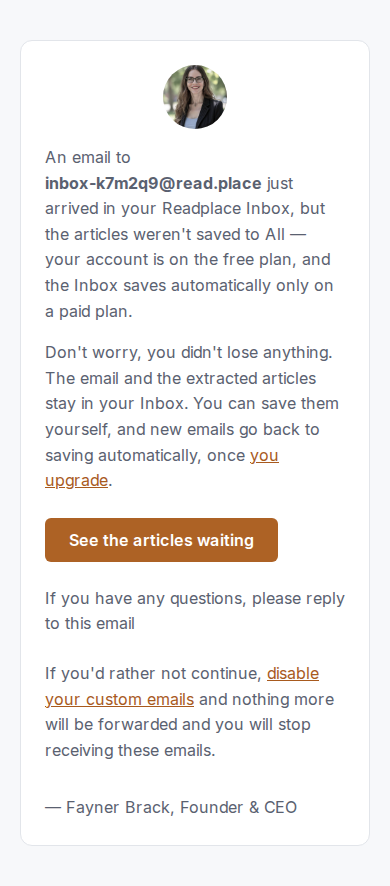 An email to
inbox-k7m2q9@read.place just
arrived in your Readplace Inbox, but
the articles weren't saved to All —
your account is on the free plan, and
the Inbox saves automatically only on
a paid plan.
Don't worry, you didn't lose anything.
The email and the extracted articles
stay in your Inbox. You can save them
yourself, and new emails go back to
saving automatically, once you
upgrade.
See the articles waiting
If you have any questions, please reply
to this email
If you'd rather not continue, disable
your custom emails and nothing more
will be forwarded and you will stop
receiving these emails.
— Fayner Brack, Founder & CEO